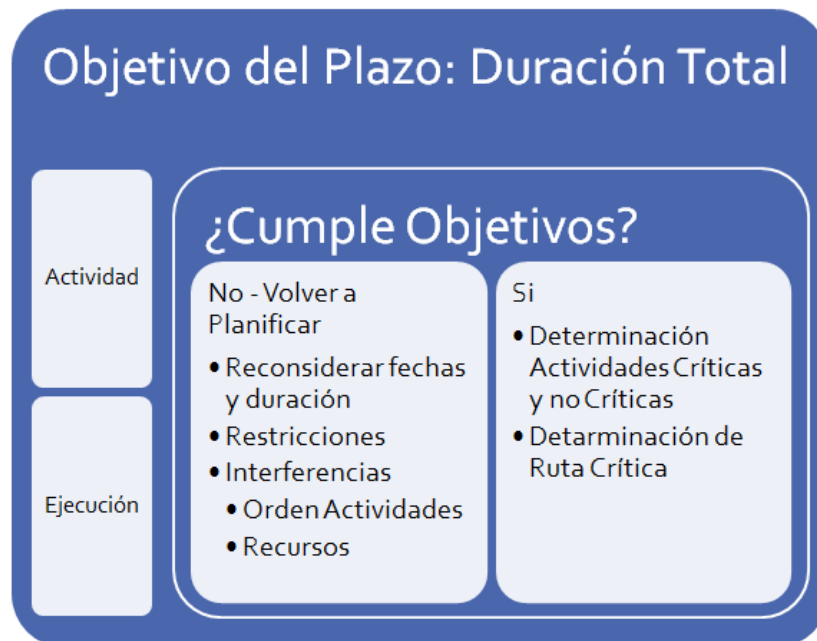 Objetivo del Plazo: Duración Total
Actividad
Ejecución
¿Cumple Objetivos?
No - Volver a
Planificar
• Reconsiderar fechas
y duración
• Restricciones
• Interferencias
• Orden Actividades
• Recursos
Si
• Determinación
Actividades Críticas
y no Críticas
• Detarminación de
Ruta Crítica